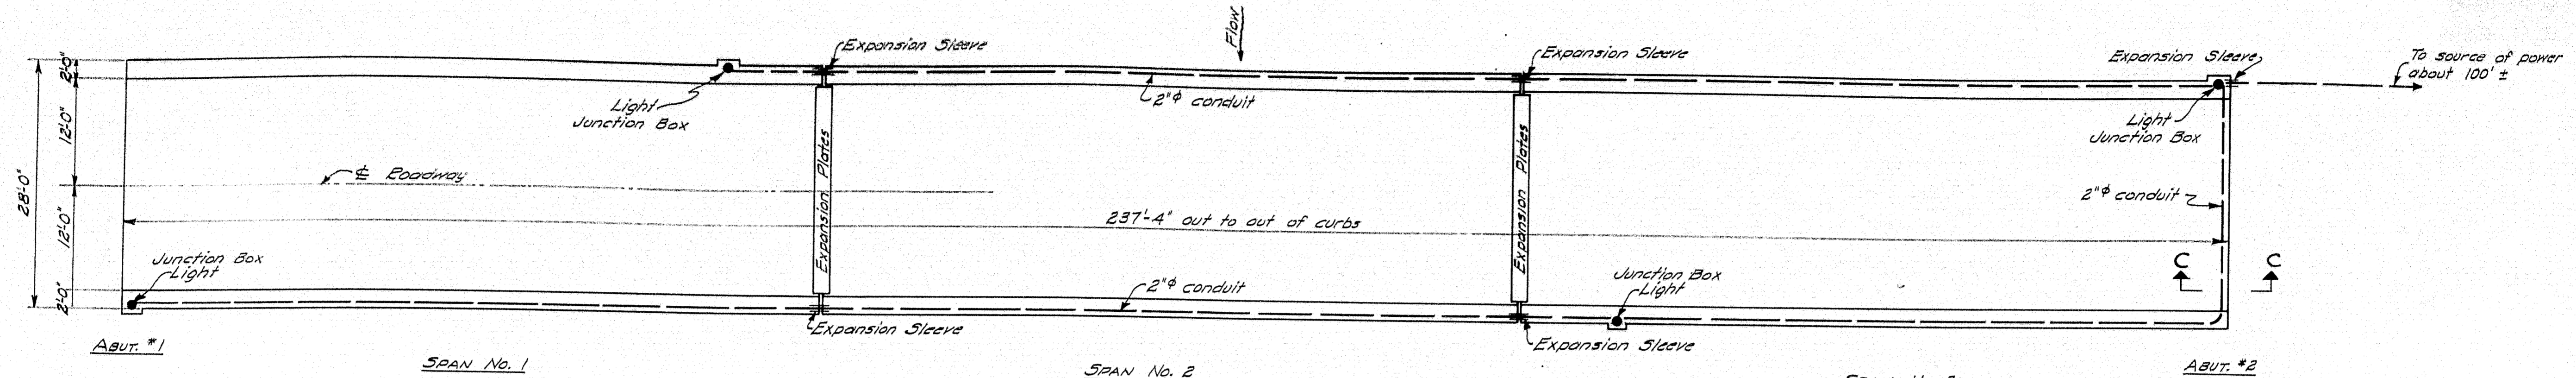 Flow
Expansion Sleeve
Expansion Sleeve
Expansion Sleeve
To source of power
about 100' ±
2'-0"
Light
Junction Box
2"ϕ conduit
Light
Junction Box
12'-0"
28'-0"
Expansion Plates
Expansion Plates
℄ Roadway
2"ϕ conduit
237'-4" out to out of curbs
12'-0"
Junction Box
Light
Junction Box
Light
C
C
2"ϕ conduit
2'-0"
Expansion Sleeve
Expansion Sleeve
ABUT. #1
SPAN No. 1
SPAN No. 2
ABUT. #2